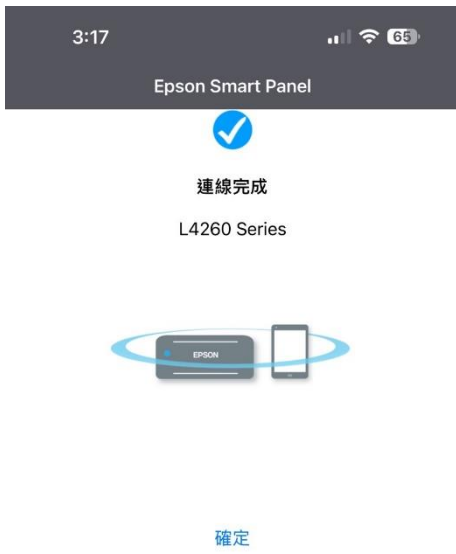 3:17
65
Epson Smart Panel
連線完成
L4260 Series
EPSON
確定